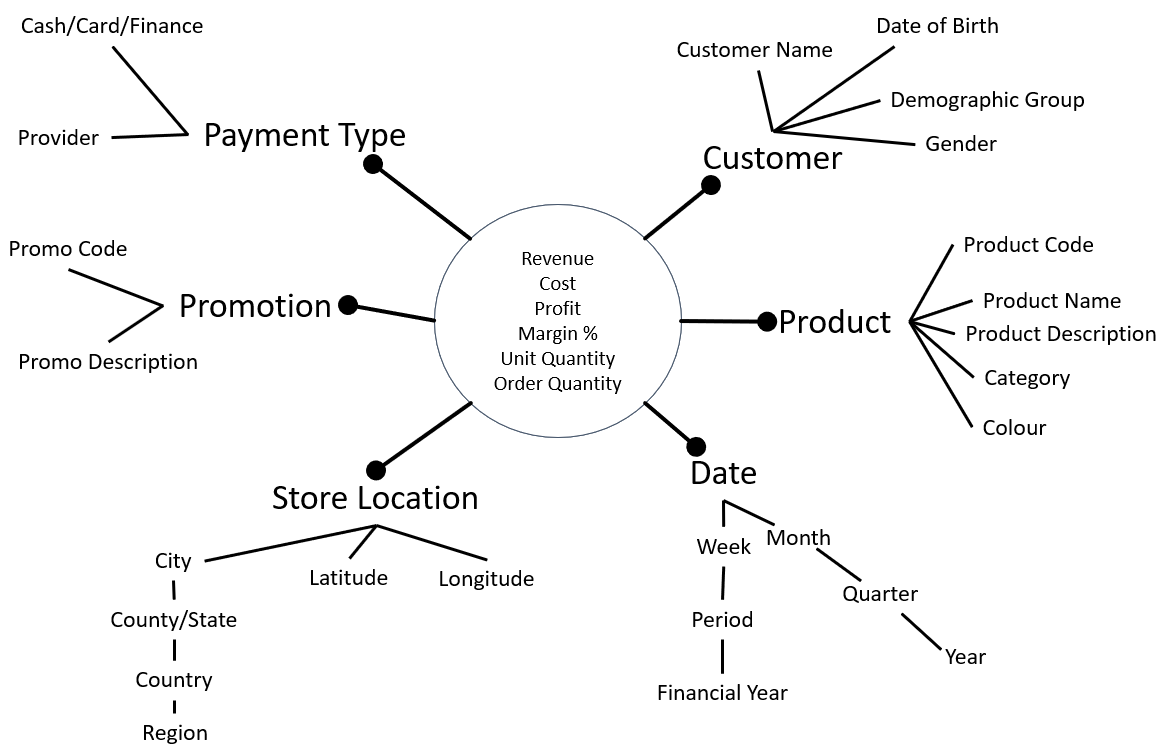 Cash/Card/Finance
Provider
Payment Type
Customer Name
Date of Birth
Demographic Group
Gender
Customer
Promo Code
Promotion
Promo Description
Revenue
Cost
Profit
Margin %
Unit Quantity
Order Quantity
Product
Product Code
Product Name
Product Description
Category
Colour
Store Location
City
Latitude
Longitude
County/State
Country
Region
Date
Week
Month
Period
Quarter
Financial Year
Year